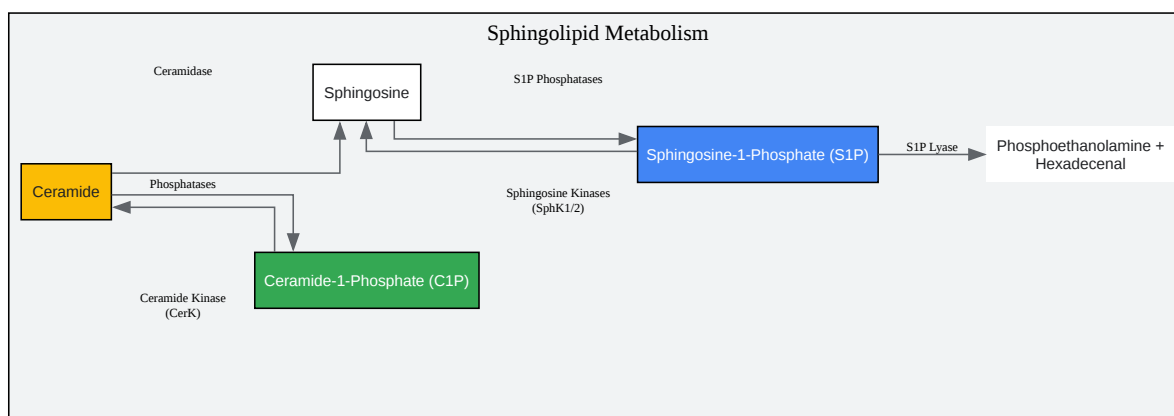 Sphingolipid Metabolism
Ceramidase
S1P Phosphatases
Sphingosine
Sphingosine-1-Phosphate (S1P)
S1P Lyase
Phosphoethanolamine +
Hexadecenal
Ceramide
Phosphatases
Sphingosine Kinases
(SphK1/2)
Ceramide-1-Phosphate (C1P)
Ceramide Kinase
(CerK)